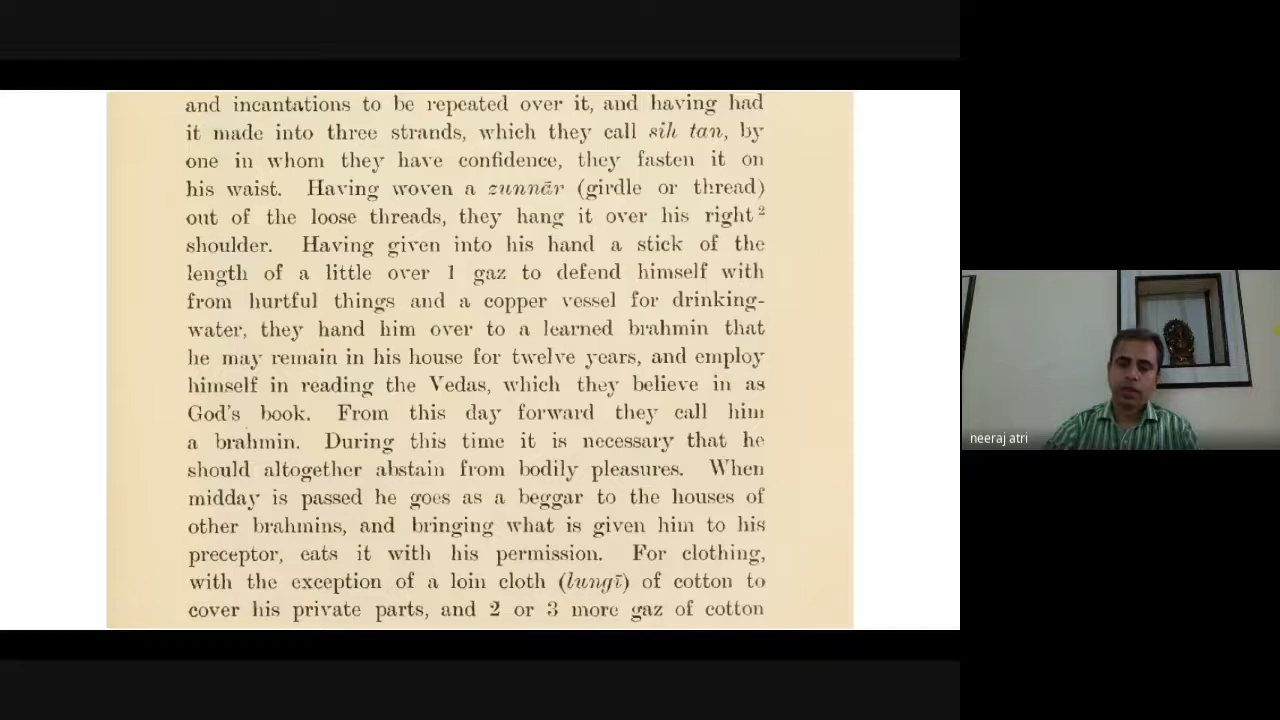 and incantations to be repeated over it, and having had
it made into three strands, which they call sih tan, by
one in whom they have confidence, they fasten it on
his waist. Having woven a zunnār (girdle or thread)
out of the loose threads, they hang it over his right²
shoulder. Having given into his hand a stick of the
length of a little over 1 gaz to defend himself with
from hurtful things and a copper vessel for drinking-
water, they hand him over to a learned brahmin that
he may remain in his house for twelve years, and employ
himself in reading the Vedas, which they believe in as
God's book. From this day forward they call him
a brahmin. During this time it is necessary that he
should altogether abstain from bodily pleasures. When
midday is passed he goes as a beggar to the houses of
other brahmins, and bringing what is given him to his
preceptor, eats it with his permission. For clothing,
with the exception of a loin cloth (lungī) of cotton to
cover his private parts, and 2 or 3 more gaz of cotton
neeraj atri